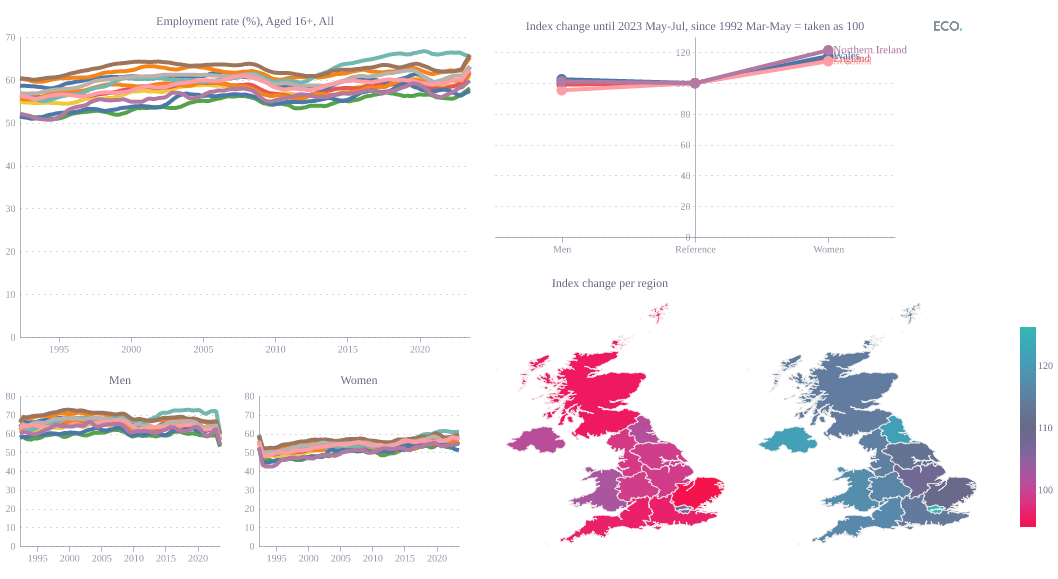 Employment rate (%), Aged 16+, All
70
60
50
40
30
20
10
0
1995 2000 2005 2010 2015 2020
Index change until 2023 May-Jul, since 1992 Mar-May = taken as 100
ECO.
120
80
60
40
20
0
Northern Ireland
Wales
England
Men Reference Women
Index change per region
120
110
100
Men
80
70
60
50
40
30
20
10
0
1995 2000 2005 2010 2015 2020
Women
80
70
60
50
40
30
20
10
0
1995 2000 2005 2010 2015 2020